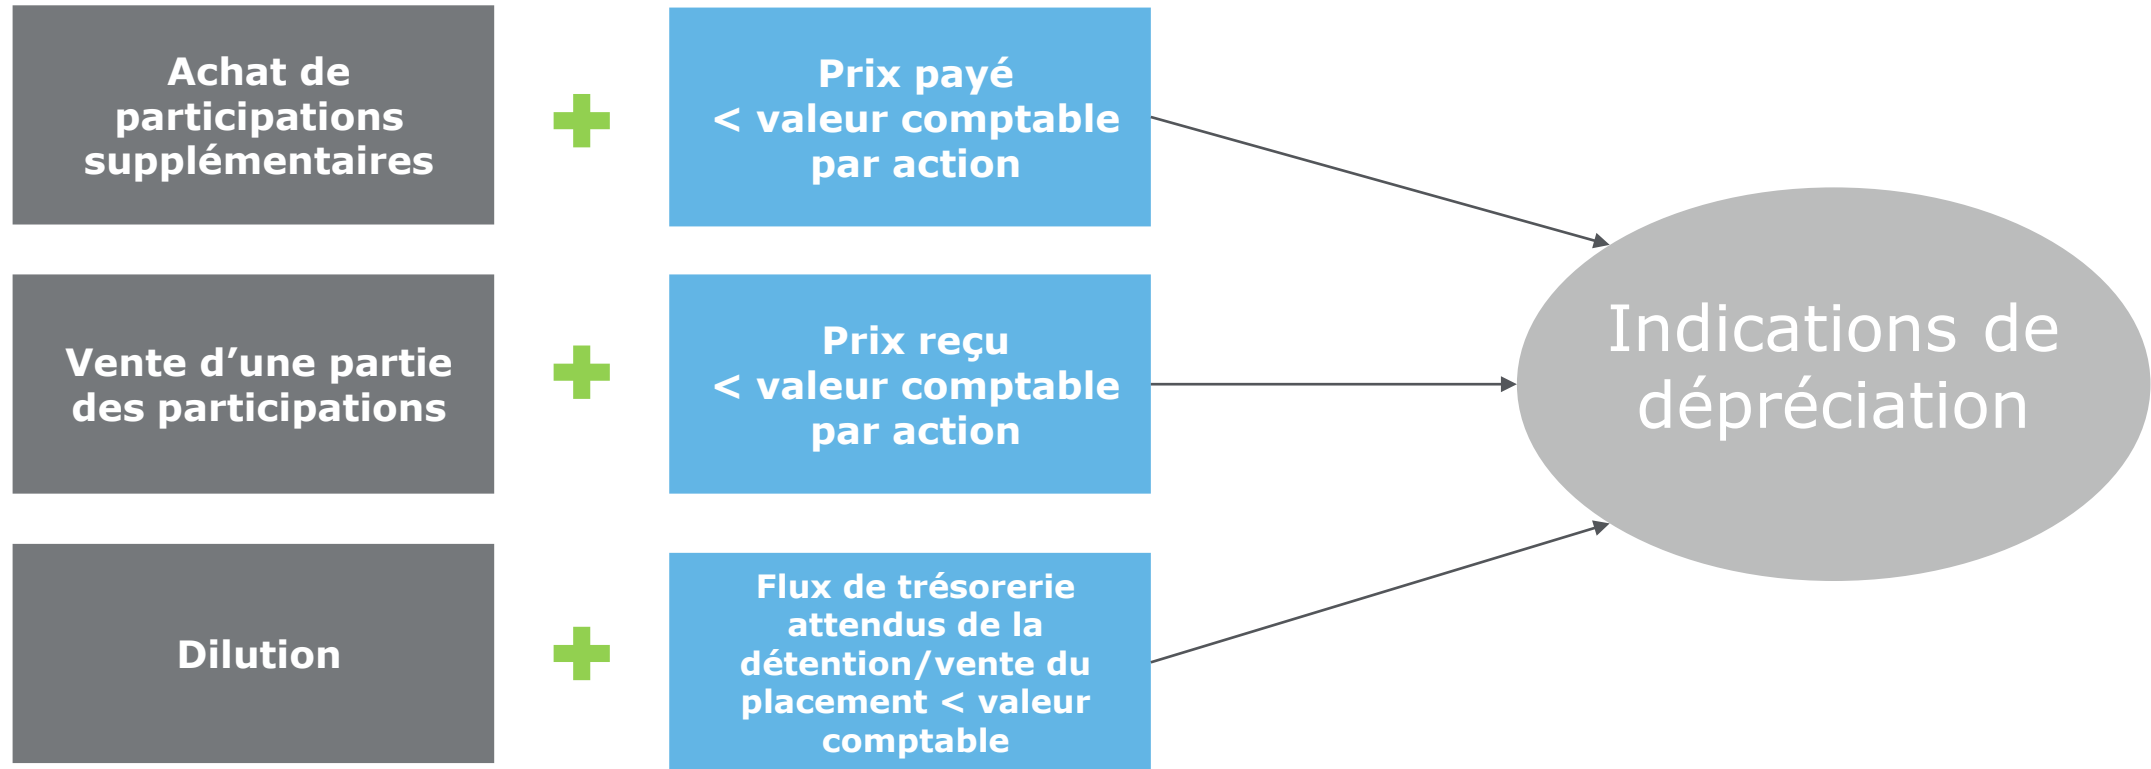 Achat de
participations
supplémentaires
Prix payé
< valeur comptable
par action
Vente d’une partie
des participations
Prix reçu
< valeur comptable
par action
Indications de
dépréciation
Dilution
Flux de trésorerie
attendus de la
détention/vente du
placement < valeur
comptable